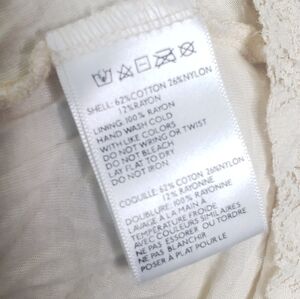 SHELL: 62%COTTON 26%NYLON
12%RAYON
LINING: 100% RAYON
HAND WASH COLD
WITH LIKE COLORS
DO NOT WRING OR TWIST
DO NOT BLEACH
LAY FLAT TO DRY
DO NOT IRON
COQUILLE: 62% COTON 26%NYLON
12% RAYONNE
DOUBLURE: 100% RAYONNE
LAVAGE À LA MAIN A
TEMPERATURE FROIDE
AVEC COULEURS SIMILAIRES
NE PAS ESSORER OU TORDRE
NE PAS BLANCHIR
POSER À PLAT POUR LE